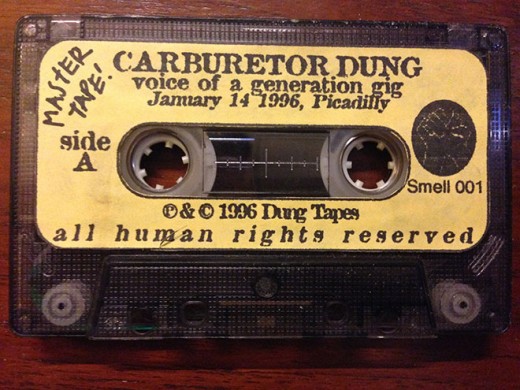 MASTER
TAPE!
CARBURETOR DUNG
voice of a generation gig
January 14 1996, Picadilly
side
A
Smell 001
℗ & © 1996 Dung Tapes
all human rights reserved